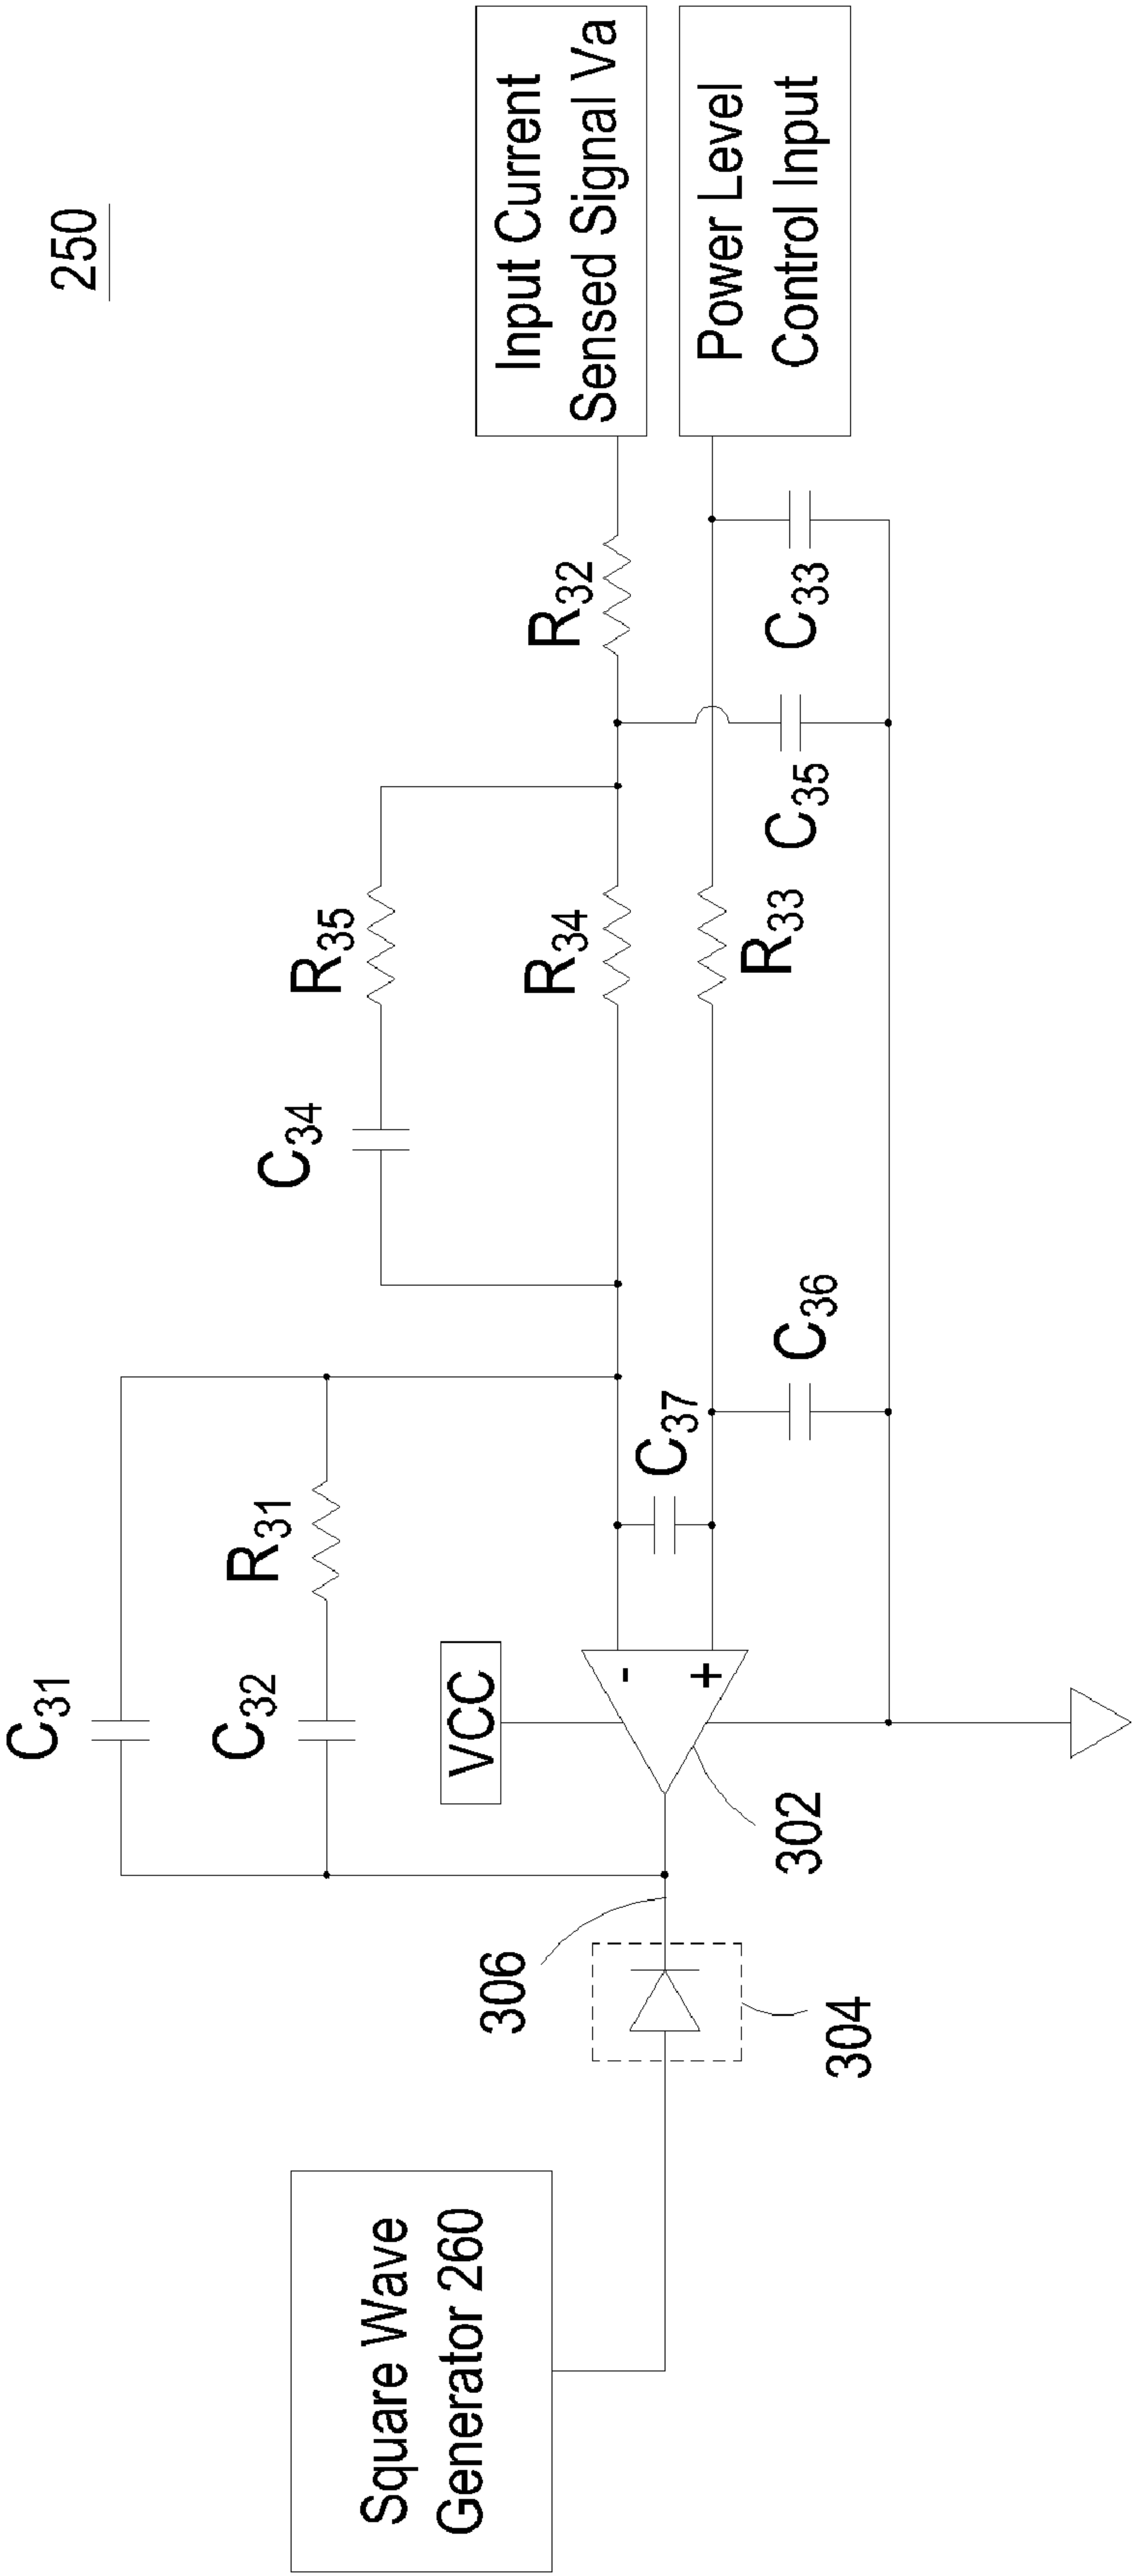 250
Input Current
Sensed Signal Va
Power Level
Control Input
R32
C33
C35
R35
R34
R33
C34
C36
C37
R31
C31
C32
VCC
-
+
302
306
304
Square Wave
Generator 260